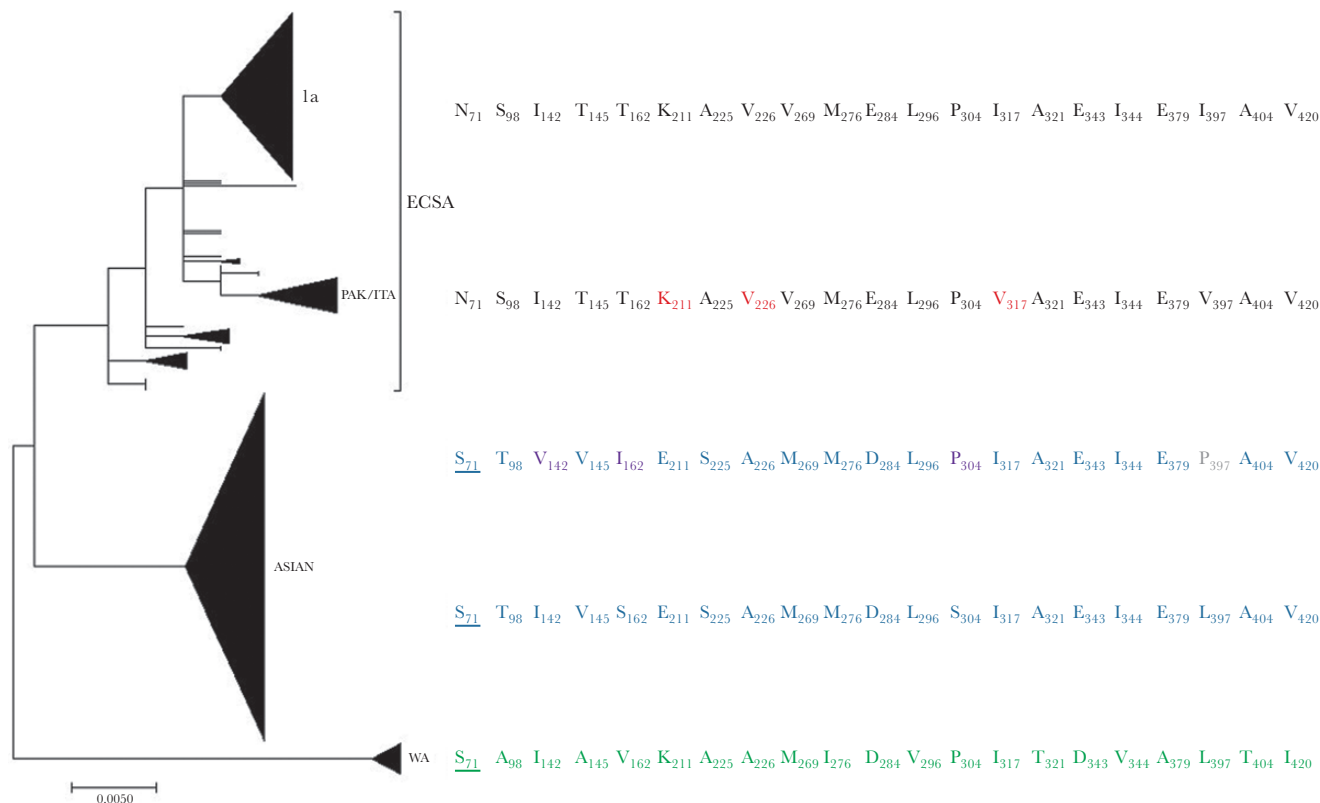 1a
N71 S98 I142 T145 T162 K211 A225 V226 V269 M276 E284 L296 P304 I317 A321 E343 I344 E379 I397 A404 V420
ECSA
PAK/ITA
N71 S98 I142 T145 T162 K211 A225 V226 V269 M276 E284 L296 P304 V317 A321 E343 I344 E379 V397 A404 V420
S71 T98 V142 V145 I162 E211 S225 A226 M269 M276 D284 L296 P304 I317 A321 E343 I344 E379 P397 A404 V420
ASIAN
S71 T98 I142 V145 S162 E211 S225 A226 M269 M276 D284 L296 S304 I317 A321 E343 I344 E379 L397 A404 V420
WA
S71 A98 I142 A145 V162 K211 A225 A226 M269 I276 D284 V296 P304 I317 T321 D343 V344 A379 L397 T404 I420
0.0050